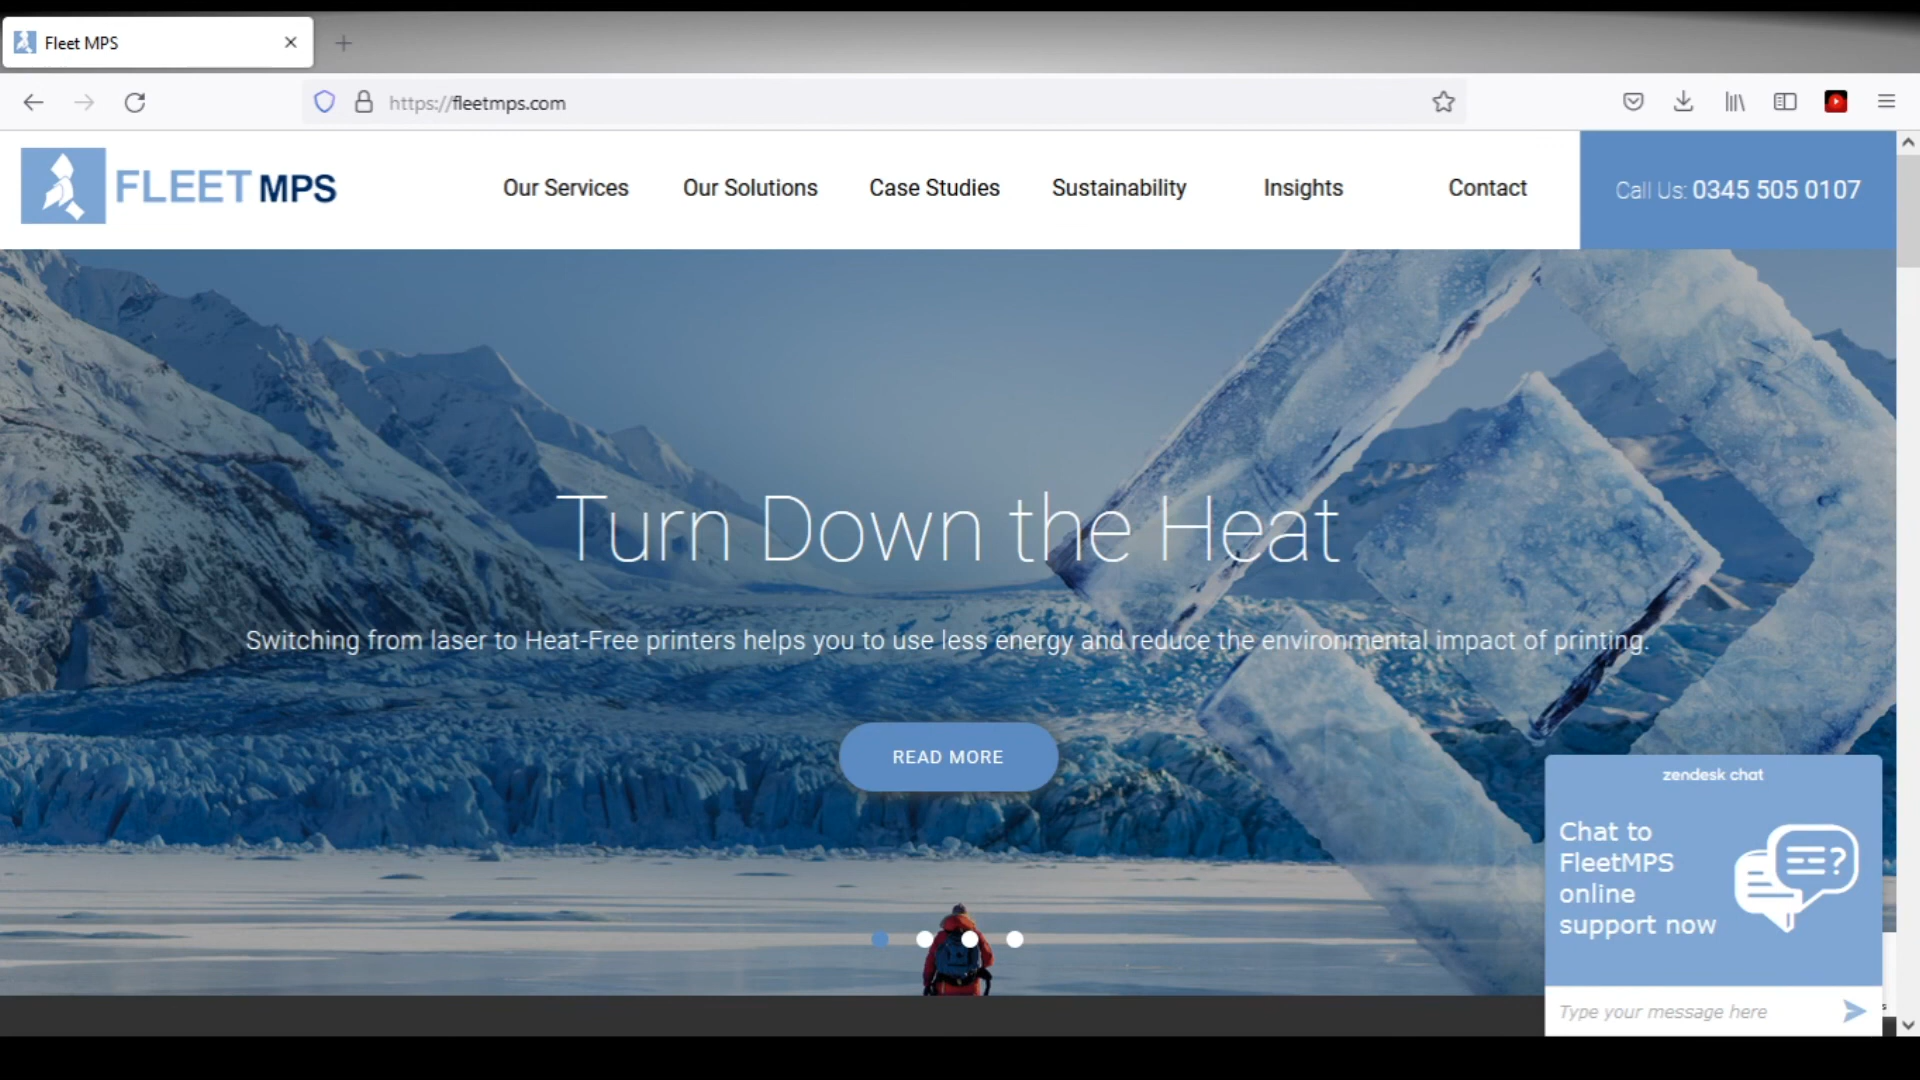 Fleet MPS
https://fleetmps.com
FLEET MPS
Our Services
Our Solutions
Case Studies
Sustainability
Insights
Contact
Call Us: 0345 505 0107
Turn Down the Heat
Switching from laser to Heat-Free printers helps you to use less energy and reduce the environmental impact of printing.
READ MORE
zendesk chat
Chat to
FleetMPS
online
support now
Type your message here